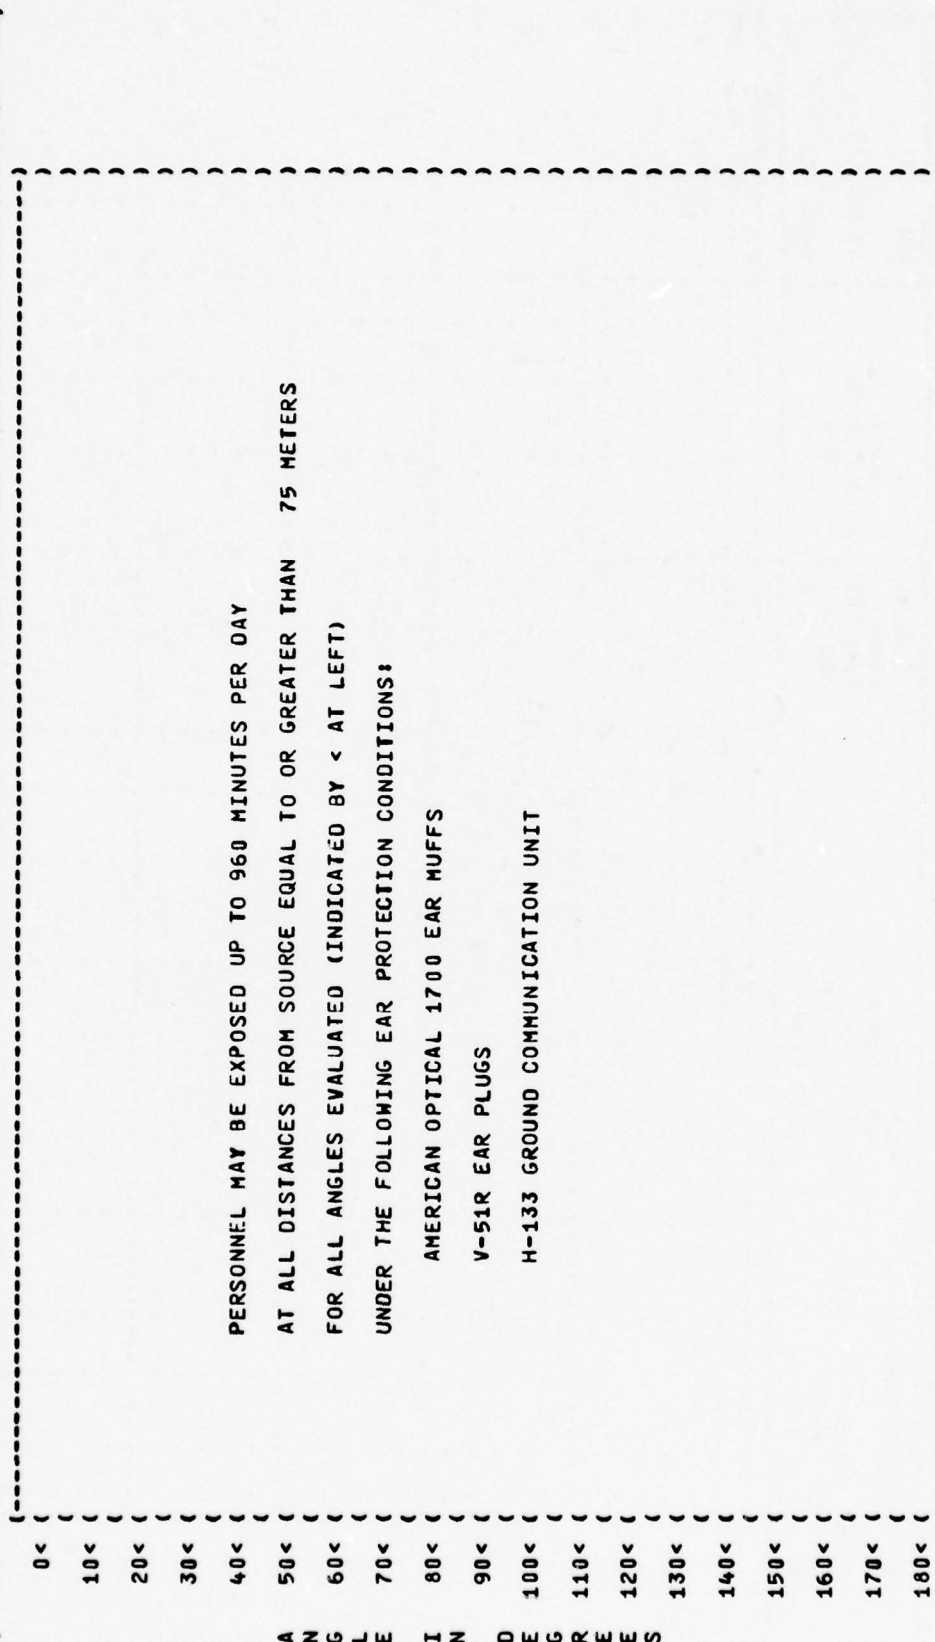 0<
10<
20<
30<
40< PERSONNEL MAY BE EXPOSED UP TO 960 MINUTES PER DAY
A 50< AT ALL DISTANCES FROM SOURCE EQUAL TO OR GREATER THAN 75 METERS
N
G 60< FOR ALL ANGLES EVALUATED (INDICATED BY < AT LEFT)
L
E 70< UNDER THE FOLLOWING EAR PROTECTION CONDITIONS:
I 80< AMERICAN OPTICAL 1700 EAR MUFFS
N
90< V-51R EAR PLUGS
D
E 100< H-133 GROUND COMMUNICATION UNIT
G
R 110<
E
E 120<
S
130<
140<
150<
160<
170<
180<